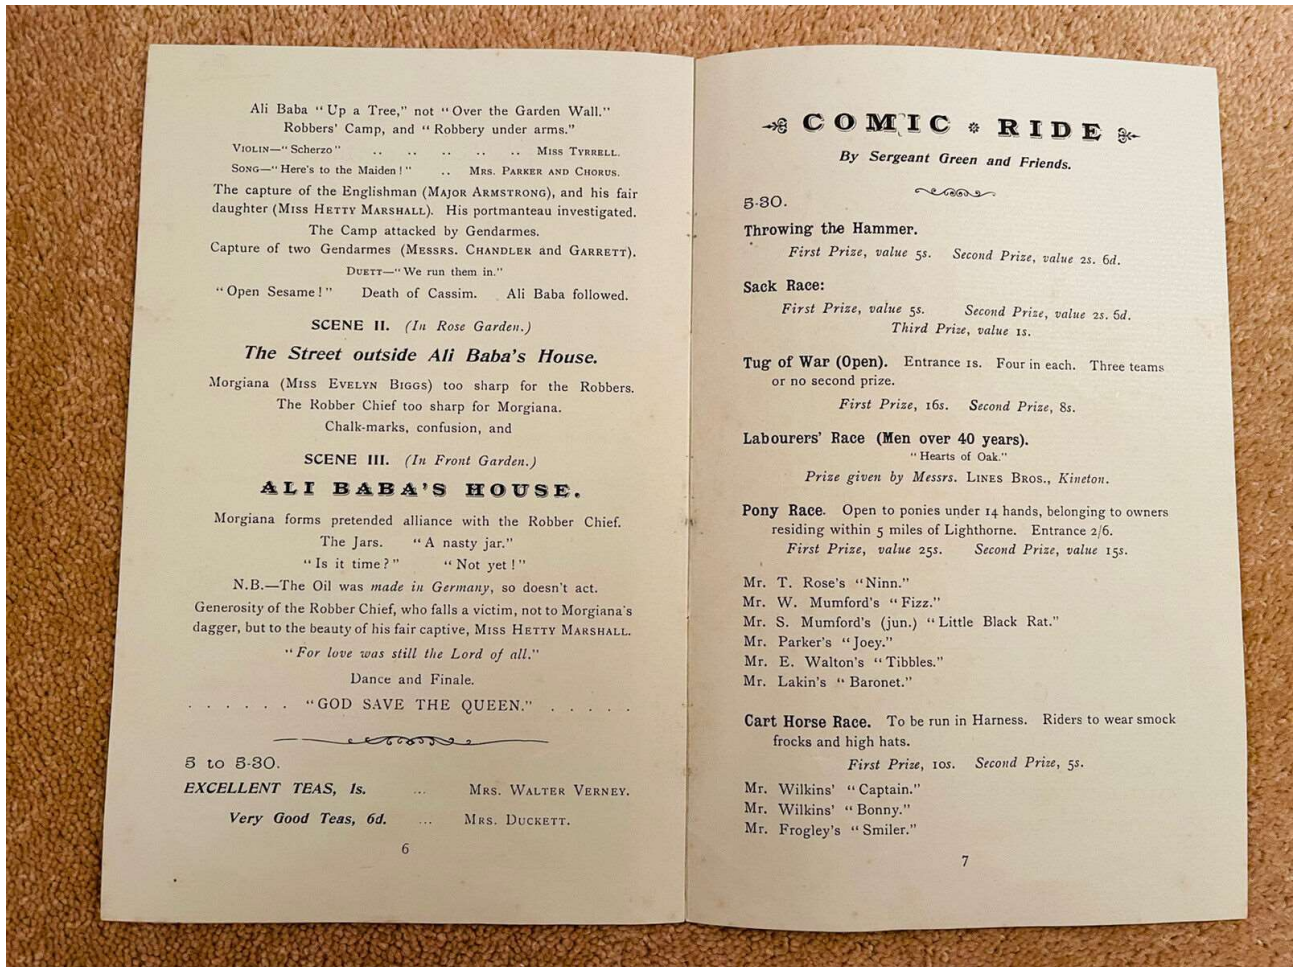 Ali Baba "Up a Tree," not "Over the Garden Wall."
Robbers' Camp, and "Robbery under arms."
VIOLIN—"Scherzo" .. .. .. .. .. MISS TYRRELL.
SONG—"Here's to the Maiden!" .. MRS. PARKER AND CHORUS.
The capture of the Englishman (MAJOR ARMSTRONG), and his fair
daughter (MISS HETTY MARSHALL). His portmanteau investigated.
The Camp attacked by Gendarmes.
Capture of two Gendarmes (MESSRS. CHANDLER and GARRETT).
DUETT—"We run them in."
"Open Sesame!" Death of Cassim. Ali Baba followed.
SCENE II. (In Rose Garden.)
The Street outside Ali Baba's House.
Morgiana (MISS EVELYN BIGGS) too sharp for the Robbers.
The Robber Chief too sharp for Morgiana.
Chalk-marks, confusion, and
SCENE III. (In Front Garden.)
ALI BABA'S HOUSE.
Morgiana forms pretended alliance with the Robber Chief.
The Jars. "A nasty jar."
"Is it time?" "Not yet!"
N.B.—The Oil was made in Germany, so doesn't act.
Generosity of the Robber Chief, who falls a victim, not to Morgiana's
dagger, but to the beauty of his fair captive, MISS HETTY MARSHALL.
"For love was still the Lord of all."
Dance and Finale.
. . . . . . "GOD SAVE THE QUEEN." . . . . .
5 to 5-30.
EXCELLENT TEAS, 1s. ... MRS. WALTER VERNEY.
Very Good Teas, 6d. ... MRS. DUCKETT.
6
COMIC RIDE
By Sergeant Green and Friends.
5-30.
Throwing the Hammer.
First Prize, value 5s. Second Prize, value 2s. 6d.
Sack Race:
First Prize, value 5s. Second Prize, value 2s. 6d.
Third Prize, value 1s.
Tug of War (Open). Entrance 1s. Four in each. Three teams
or no second prize.
First Prize, 16s. Second Prize, 8s.
Labourers' Race (Men over 40 years).
"Hearts of Oak."
Prize given by Messrs. LINES BROS., Kineton.
Pony Race. Open to ponies under 14 hands, belonging to owners
residing within 5 miles of Lighthorne. Entrance 2/6.
First Prize, value 25s. Second Prize, value 15s.
Mr. T. Rose's "Ninn."
Mr. W. Mumford's "Fizz."
Mr. S. Mumford's (jun.) "Little Black Rat."
Mr. Parker's "Joey."
Mr. E. Walton's "Tibbles."
Mr. Lakin's "Baronet."
Cart Horse Race. To be run in Harness. Riders to wear smock
frocks and high hats.
First Prize, 10s. Second Prize, 5s.
Mr. Wilkins' "Captain."
Mr. Wilkins' "Bonny."
Mr. Frogley's "Smiler."
7